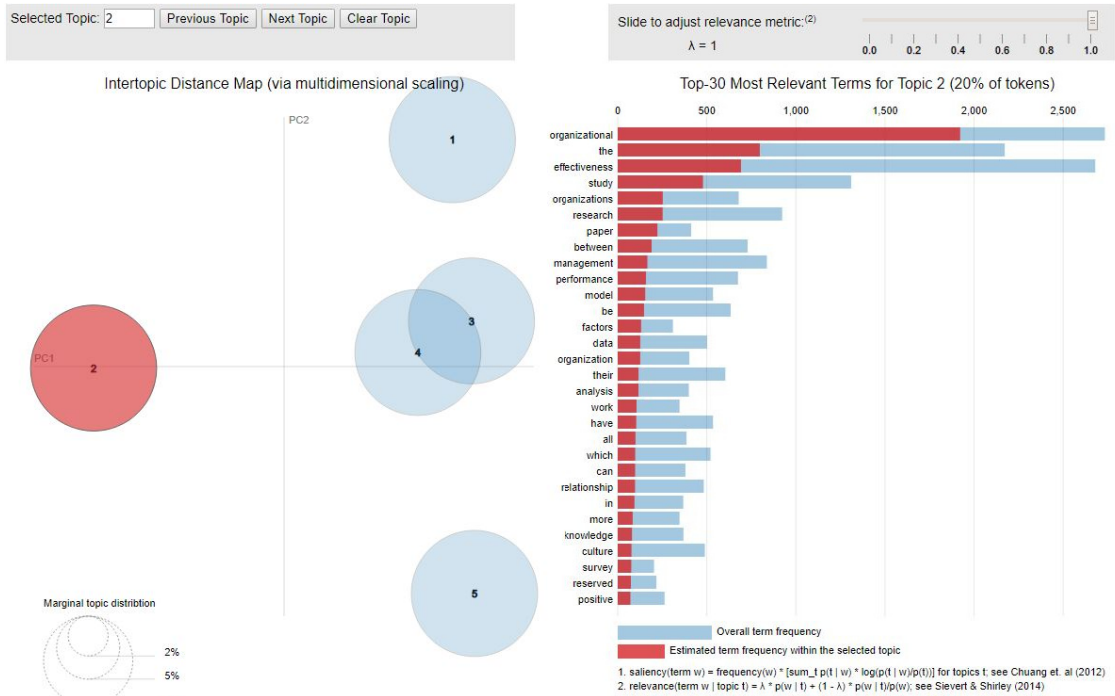 Selected Topic: 2 Previous Topic Next Topic Clear Topic
Slide to adjust relevance metric:(2)
λ = 1
0.0 0.2 0.4 0.6 0.8 1.0
Intertopic Distance Map (via multidimensional scaling)
PC2
PC1
1
2
3
4
5
Marginal topic distribtion
2%
5%
Top-30 Most Relevant Terms for Topic 2 (20% of tokens)
0 500 1,000 1,500 2,000 2,500
organizational
the
effectiveness
study
organizations
research
paper
between
management
performance
model
be
factors
data
organization
their
analysis
work
have
all
which
can
relationship
in
more
knowledge
culture
survey
reserved
positive
Overall term frequency
Estimated term frequency within the selected topic
1. saliency(term w) = frequency(w) * [sum_t p(t | w) * log(p(t | w)/p(t))] for topics t; see Chuang et. al (2012)
2. relevance(term w | topic t) = λ * p(w | t) + (1 - λ) * p(w | t)/p(w); see Sievert & Shirley (2014)